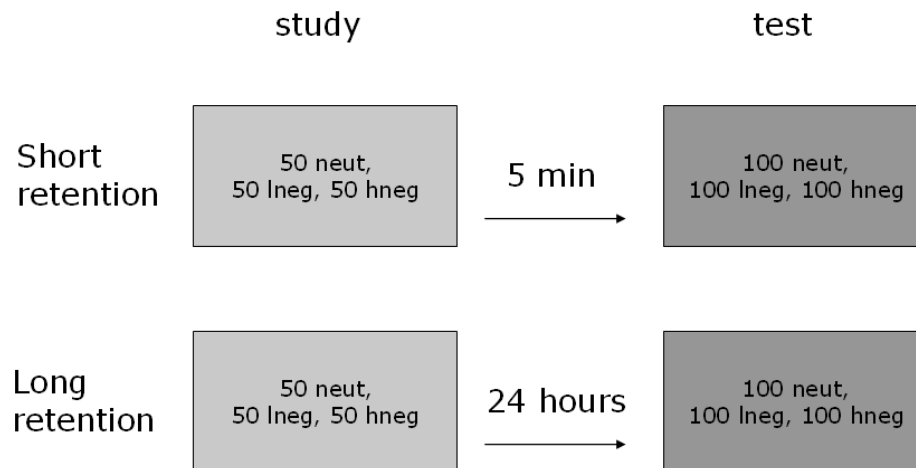 study
test
Short
retention
50 neut,
50 lneg, 50 hneg
5 min
100 neut,
100 lneg, 100 hneg
Long
retention
50 neut,
50 lneg, 50 hneg
24 hours
100 neut,
100 lneg, 100 hneg